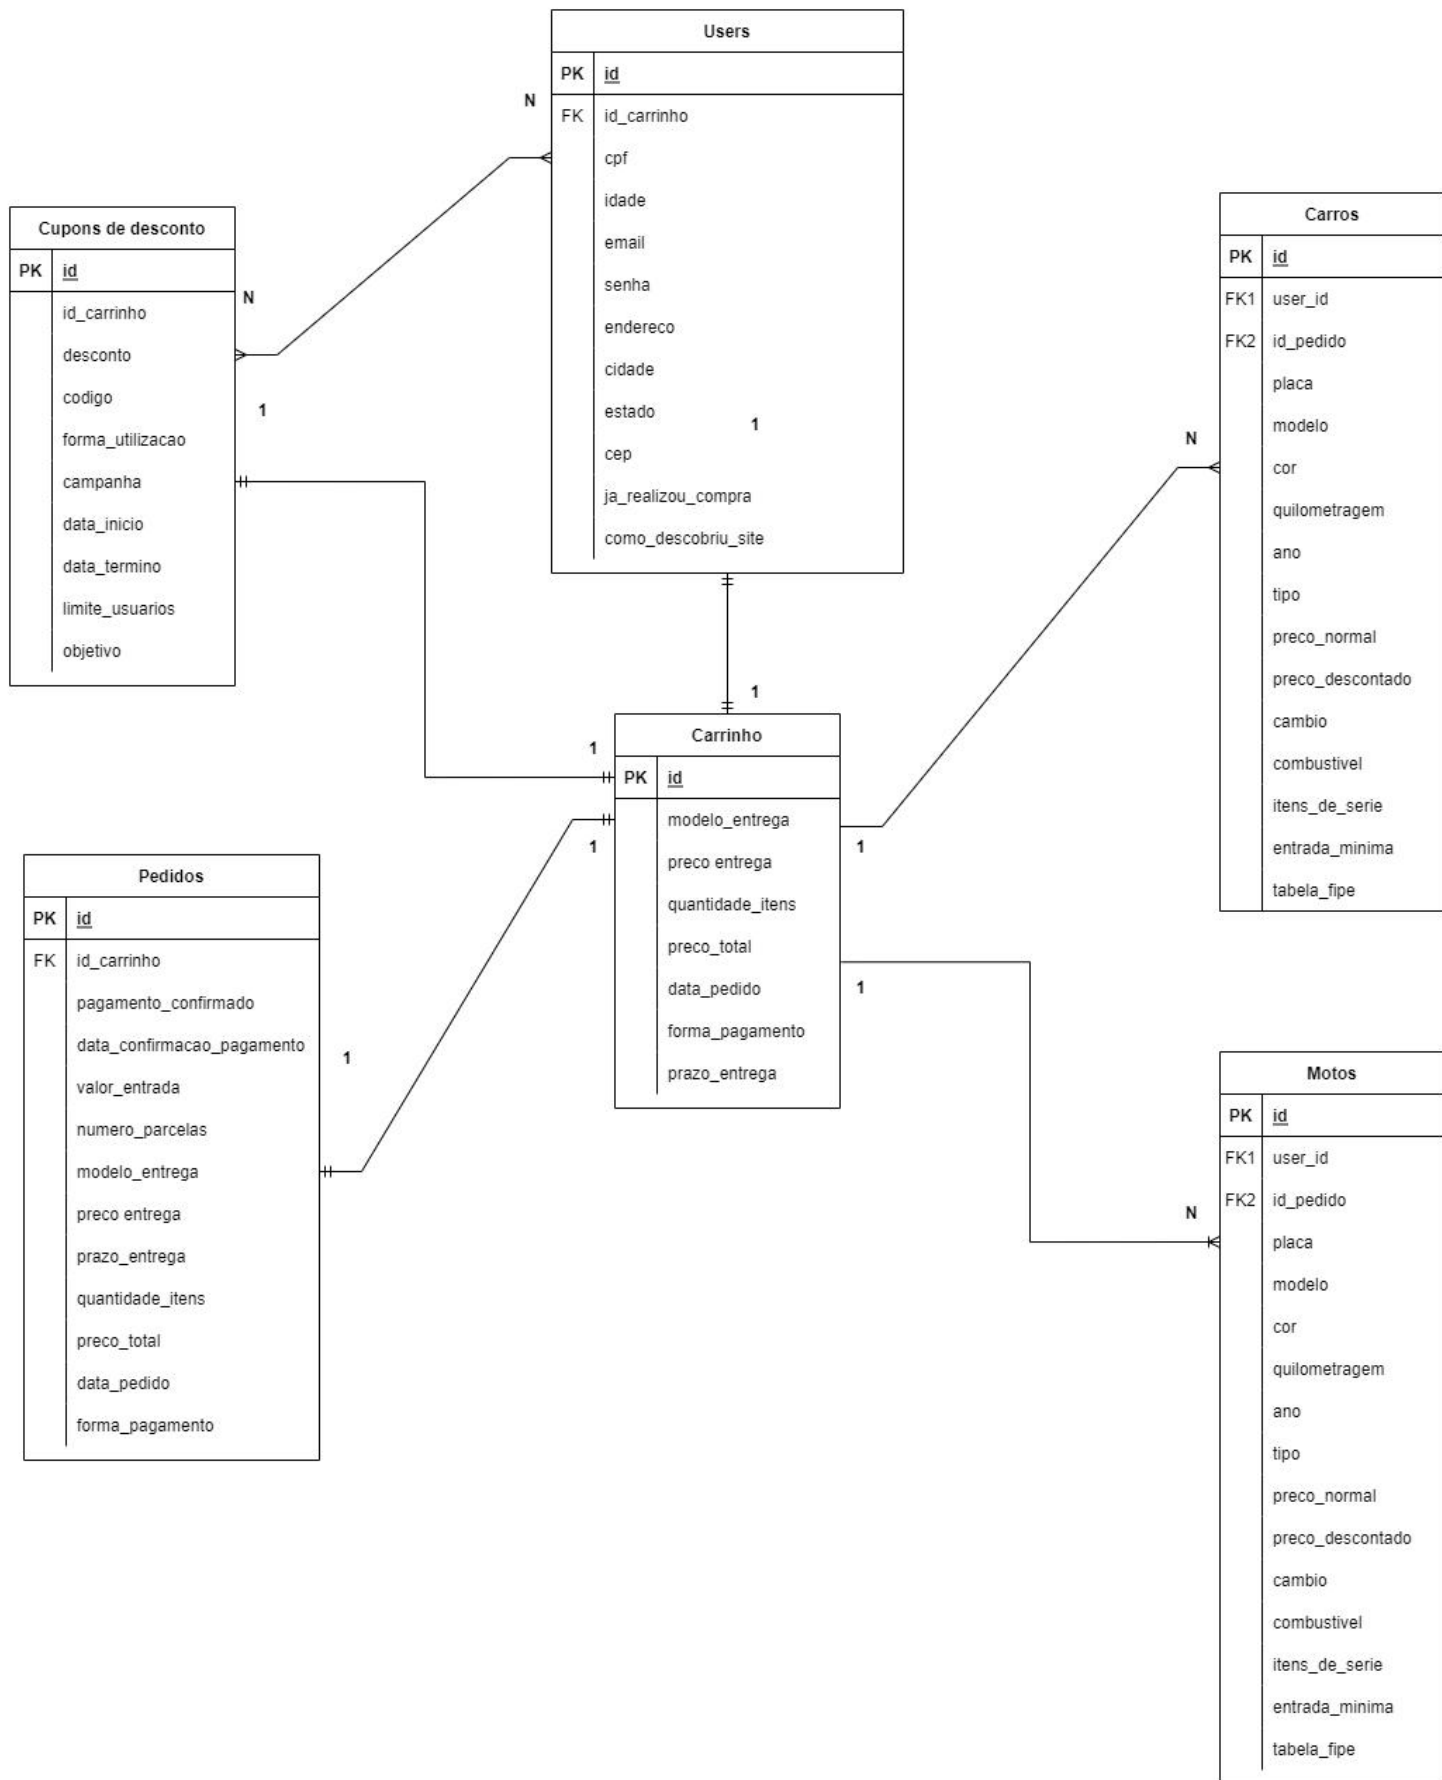 Users
PK id
FK id_carrinho
cpf
idade
email
senha
endereco
cidade
estado
cep
ja_realizou_compra
como_descobriu_site
N
N
1
1
Cupons de desconto
PK id
id_carrinho
desconto
codigo
forma_utilizacao
campanha
data_inicio
data_termino
limite_usuarios
objetivo
1
1
Carrinho
PK id
modelo_entrega
preco entrega
quantidade_itens
preco_total
data_pedido
forma_pagamento
prazo_entrega
1
1
1
1
Pedidos
PK id
FK id_carrinho
pagamento_confirmado
data_confirmacao_pagamento
valor_entrada
numero_parcelas
modelo_entrega
preco entrega
prazo_entrega
quantidade_itens
preco_total
data_pedido
forma_pagamento
N
Carros
PK id
FK1 user_id
FK2 id_pedido
placa
modelo
cor
quilometragem
ano
tipo
preco_normal
preco_descontado
cambio
combustivel
itens_de_serie
entrada_minima
tabela_fipe
N
Motos
PK id
FK1 user_id
FK2 id_pedido
placa
modelo
cor
quilometragem
ano
tipo
preco_normal
preco_descontado
cambio
combustivel
itens_de_serie
entrada_minima
tabela_fipe